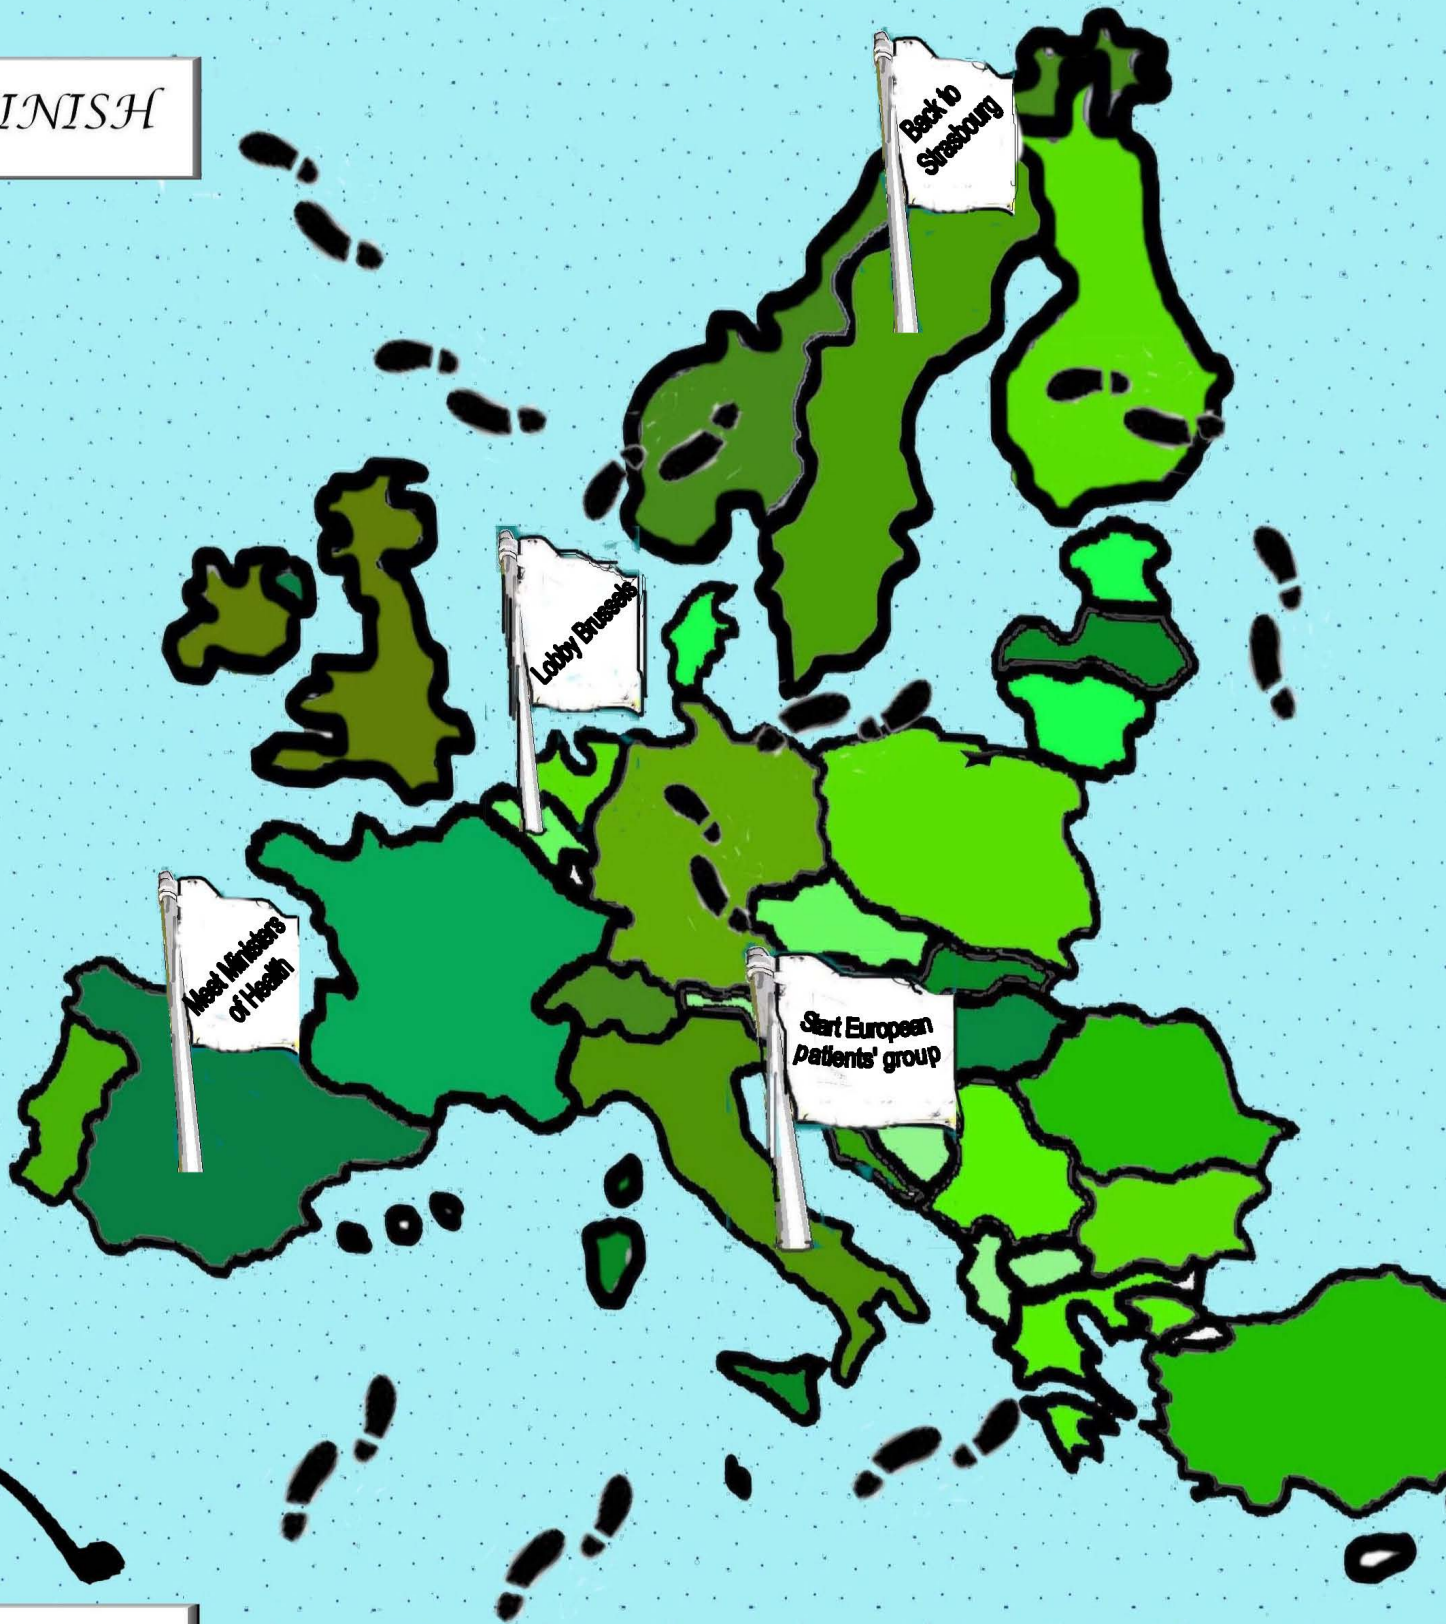 INISH
Back to
Strasbourg
Lobby Brussels
Meet Ministers
of Health
Start European
patients' group